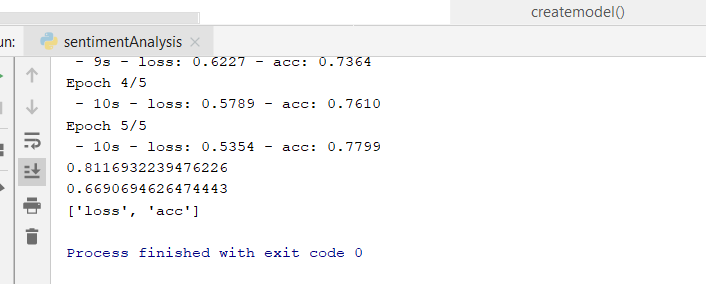 createmodel()
un: sentimentAnalysis
- 9s - loss: 0.6227 - acc: 0.7364
Epoch 4/5
- 10s - loss: 0.5789 - acc: 0.7610
Epoch 5/5
- 10s - loss: 0.5354 - acc: 0.7799
0.8116932239476226
0.6690694626474443
['loss', 'acc']
Process finished with exit code 0